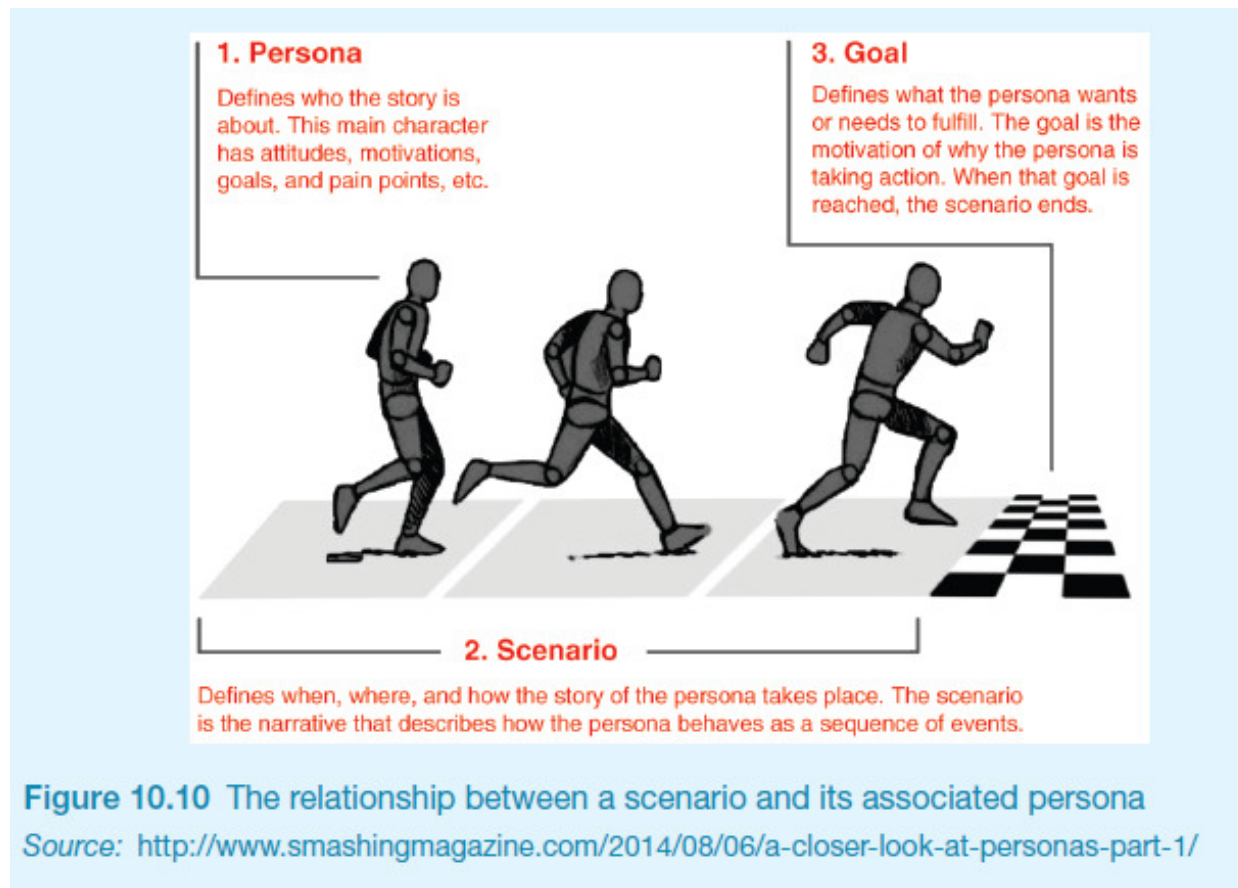 1. Persona
Defines who the story is
about. This main character
has attitudes, motivations,
goals, and pain points, etc.
3. Goal
Defines what the persona wants
or needs to fulfill. The goal is the
motivation of why the persona is
taking action. When that goal is
reached, the scenario ends.
2. Scenario
Defines when, where, and how the story of the persona takes place. The scenario
is the narrative that describes how the persona behaves as a sequence of events.
Figure 10.10 The relationship between a scenario and its associated persona
Source: http://www.smashingmagazine.com/2014/08/06/a-closer-look-at-personas-part-1/